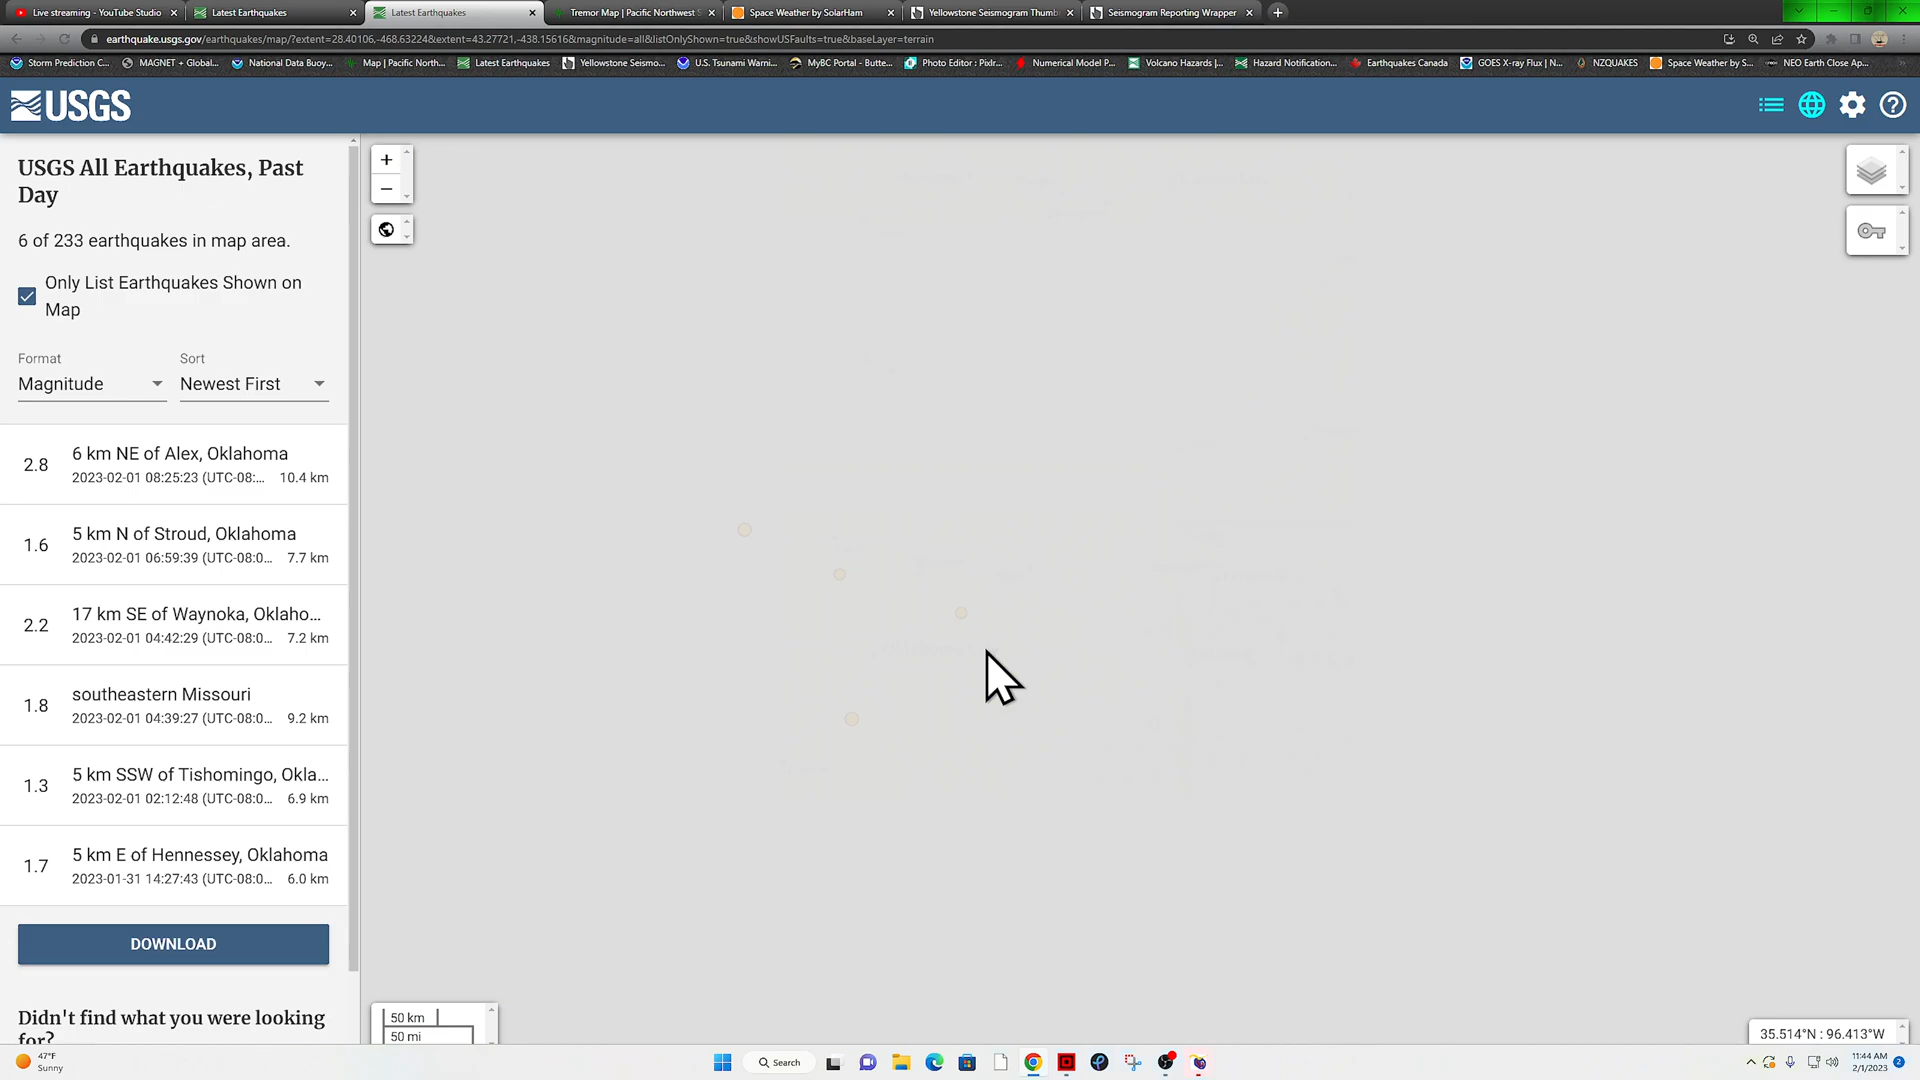 Live streaming - YouTube Studio
Latest Earthquakes
Latest Earthquakes
Tremor Map | Pacific Northwest S
Space Weather by SolarHam
Yellowstone Seismogram Thumb
Seismogram Reporting Wrapper
earthquake.usgs.gov/earthquakes/map/?extent=28.40106,-468.63224&extent=43.27721,-438.15616&magnitude=all&listOnlyShown=true&showUSFaults=true&baseLayer=terrain
Storm Prediction C...
MAGNET + Global...
National Data Buoy...
Map | Pacific North...
Latest Earthquakes
Yellowstone Seismo...
U.S. Tsunami Warni...
MyBC Portal - Butte...
Photo Editor : Pixlr...
Numerical Model P...
Volcano Hazards |...
Hazard Notification...
Earthquakes Canada
GOES X-ray Flux | N...
NZQUAKES
Space Weather by S...
NEO Earth Close Ap...
USGS
USGS All Earthquakes, Past
Day
6 of 233 earthquakes in map area.
Only List Earthquakes Shown on
Map
Format
Sort
Magnitude
Newest First
2.8
6 km NE of Alex, Oklahoma
2023-02-01 08:25:23 (UTC-08:...
10.4 km
1.6
5 km N of Stroud, Oklahoma
2023-02-01 06:59:39 (UTC-08:0...
7.7 km
2.2
17 km SE of Waynoka, Oklaho...
2023-02-01 04:42:29 (UTC-08:0...
7.2 km
1.8
southeastern Missouri
2023-02-01 04:39:27 (UTC-08:0...
9.2 km
1.3
5 km SSW of Tishomingo, Okla...
2023-02-01 02:12:48 (UTC-08:0...
6.9 km
1.7
5 km E of Hennessey, Oklahoma
2023-01-31 14:27:43 (UTC-08:0...
6.0 km
DOWNLOAD
Didn't find what you were looking
for?
50 km
50 mi
35.514°N : 96.413°W
47°F
Sunny
Search
11:44 AM
2/1/2023
2